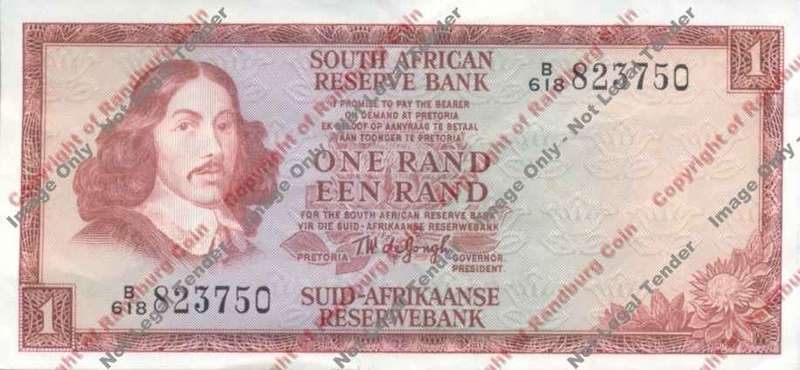 1
SOUTH AFRICAN
RESERVE BANK
B/618 823750
I PROMISE TO PAY THE BEARER
ON DEMAND AT PRETORIA
EK BELOOF OP AANVRAAG TE BETAAL
AAN TOONDER TE PRETORIA
ONE RAND
EEN RAND
FOR THE SOUTH AFRICAN RESERVE BANK
VIR DIE SUID-AFRIKAANSE RESERWEBANK
T W de Jongh
PRETORIA GOVERNOR
PRESIDENT.
B/618 823750
SUID-AFRIKAANSE
RESERWEBANK
1
Copyright of Randburg Coin
Image Only - Not Legal Tender